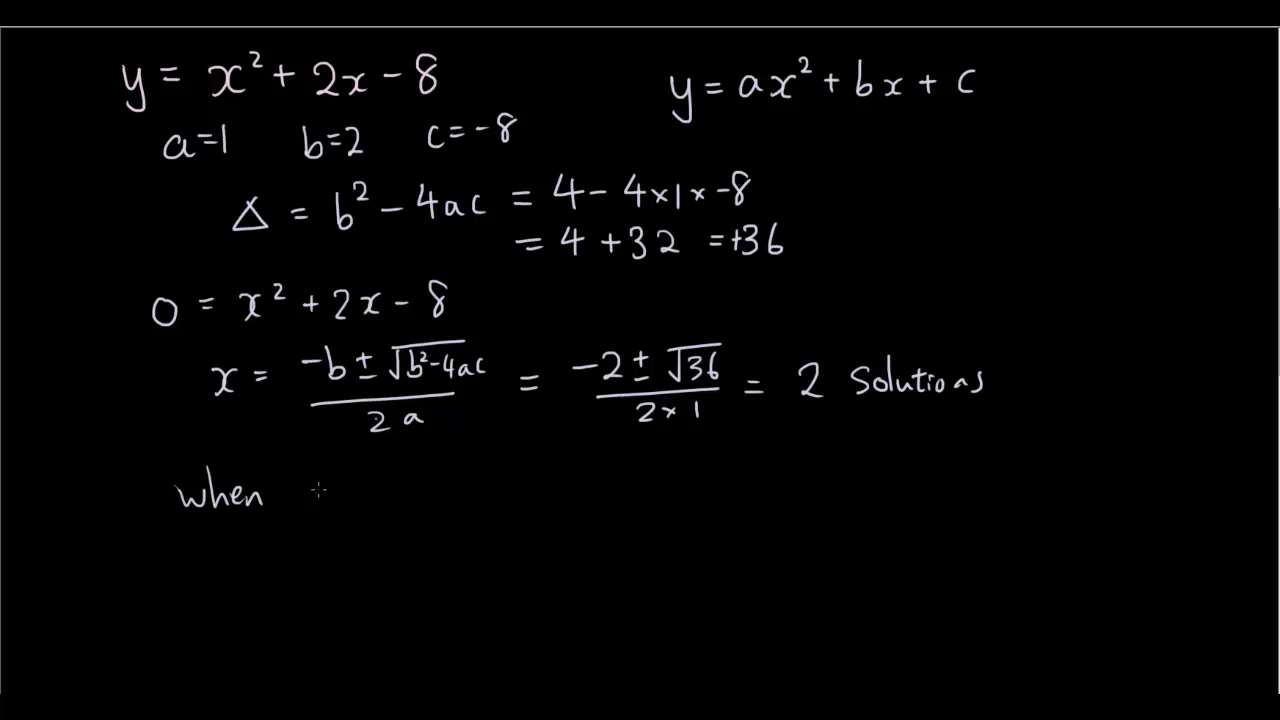 y = x² + 2x - 8    y = ax² + bx + c
a=1    b=2    c=-8
Δ = b² - 4ac = 4 - 4×1×-8
= 4 + 32 = +36
0 = x² + 2x - 8
x = (-b ± √(b²-4ac))/(2a) = (-2 ± √36)/(2×1) = 2 Solutions
when